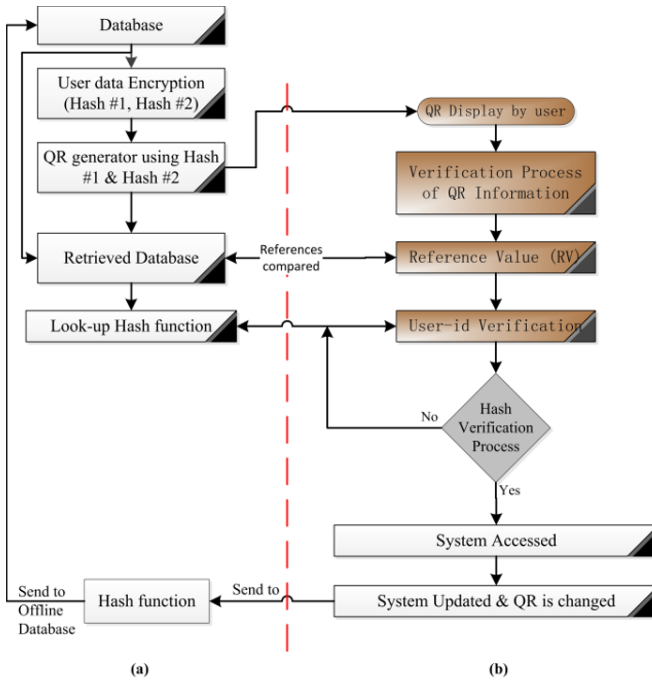 Database
User data Encryption
(Hash #1, Hash #2)
QR generator using Hash
#1 & Hash #2
Retrieved Database
Look-up Hash function
References
compared
QR Display by user
Verification Process
of QR Information
Reference Value (RV)
User-id Verification
Hash
Verification
Process
No
Yes
System Accessed
System Updated & QR is changed
Send to
Hash function
Send to
Offline
Database
(a)
(b)